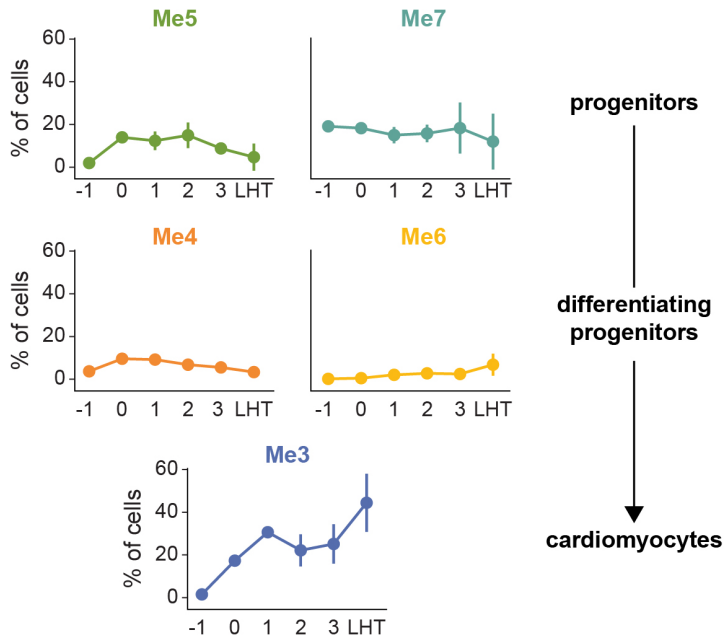 Me5
Me7
% of cells
60
40
20
0
-1 0 1 2 3 LHT
-1 0 1 2 3 LHT
progenitors
Me4
Me6
% of cells
60
40
20
0
-1 0 1 2 3 LHT
-1 0 1 2 3 LHT
differentiating
progenitors
Me3
% of cells
60
40
20
0
-1 0 1 2 3 LHT
cardiomyocytes